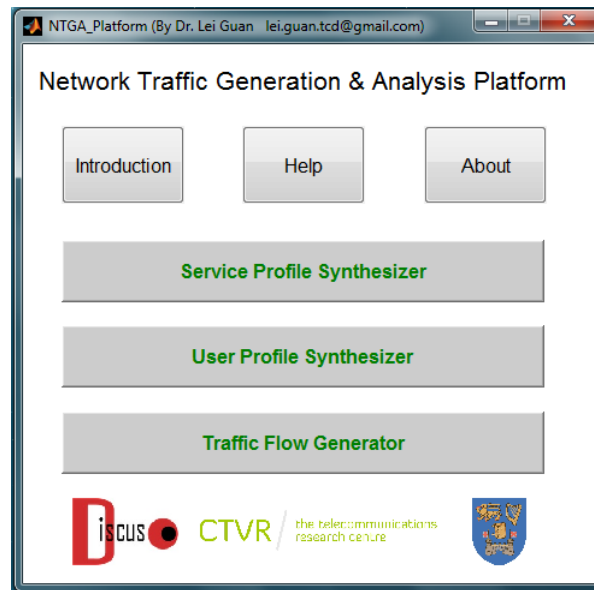 NTGA_Platform (By Dr. Lei Guan lei.guan.tcd@gmail.com)
Network Traffic Generation & Analysis Platform
Introduction Help About
Service Profile Synthesizer
User Profile Synthesizer
Traffic Flow Generator
Discus CTVR / the telecommunications
research centre